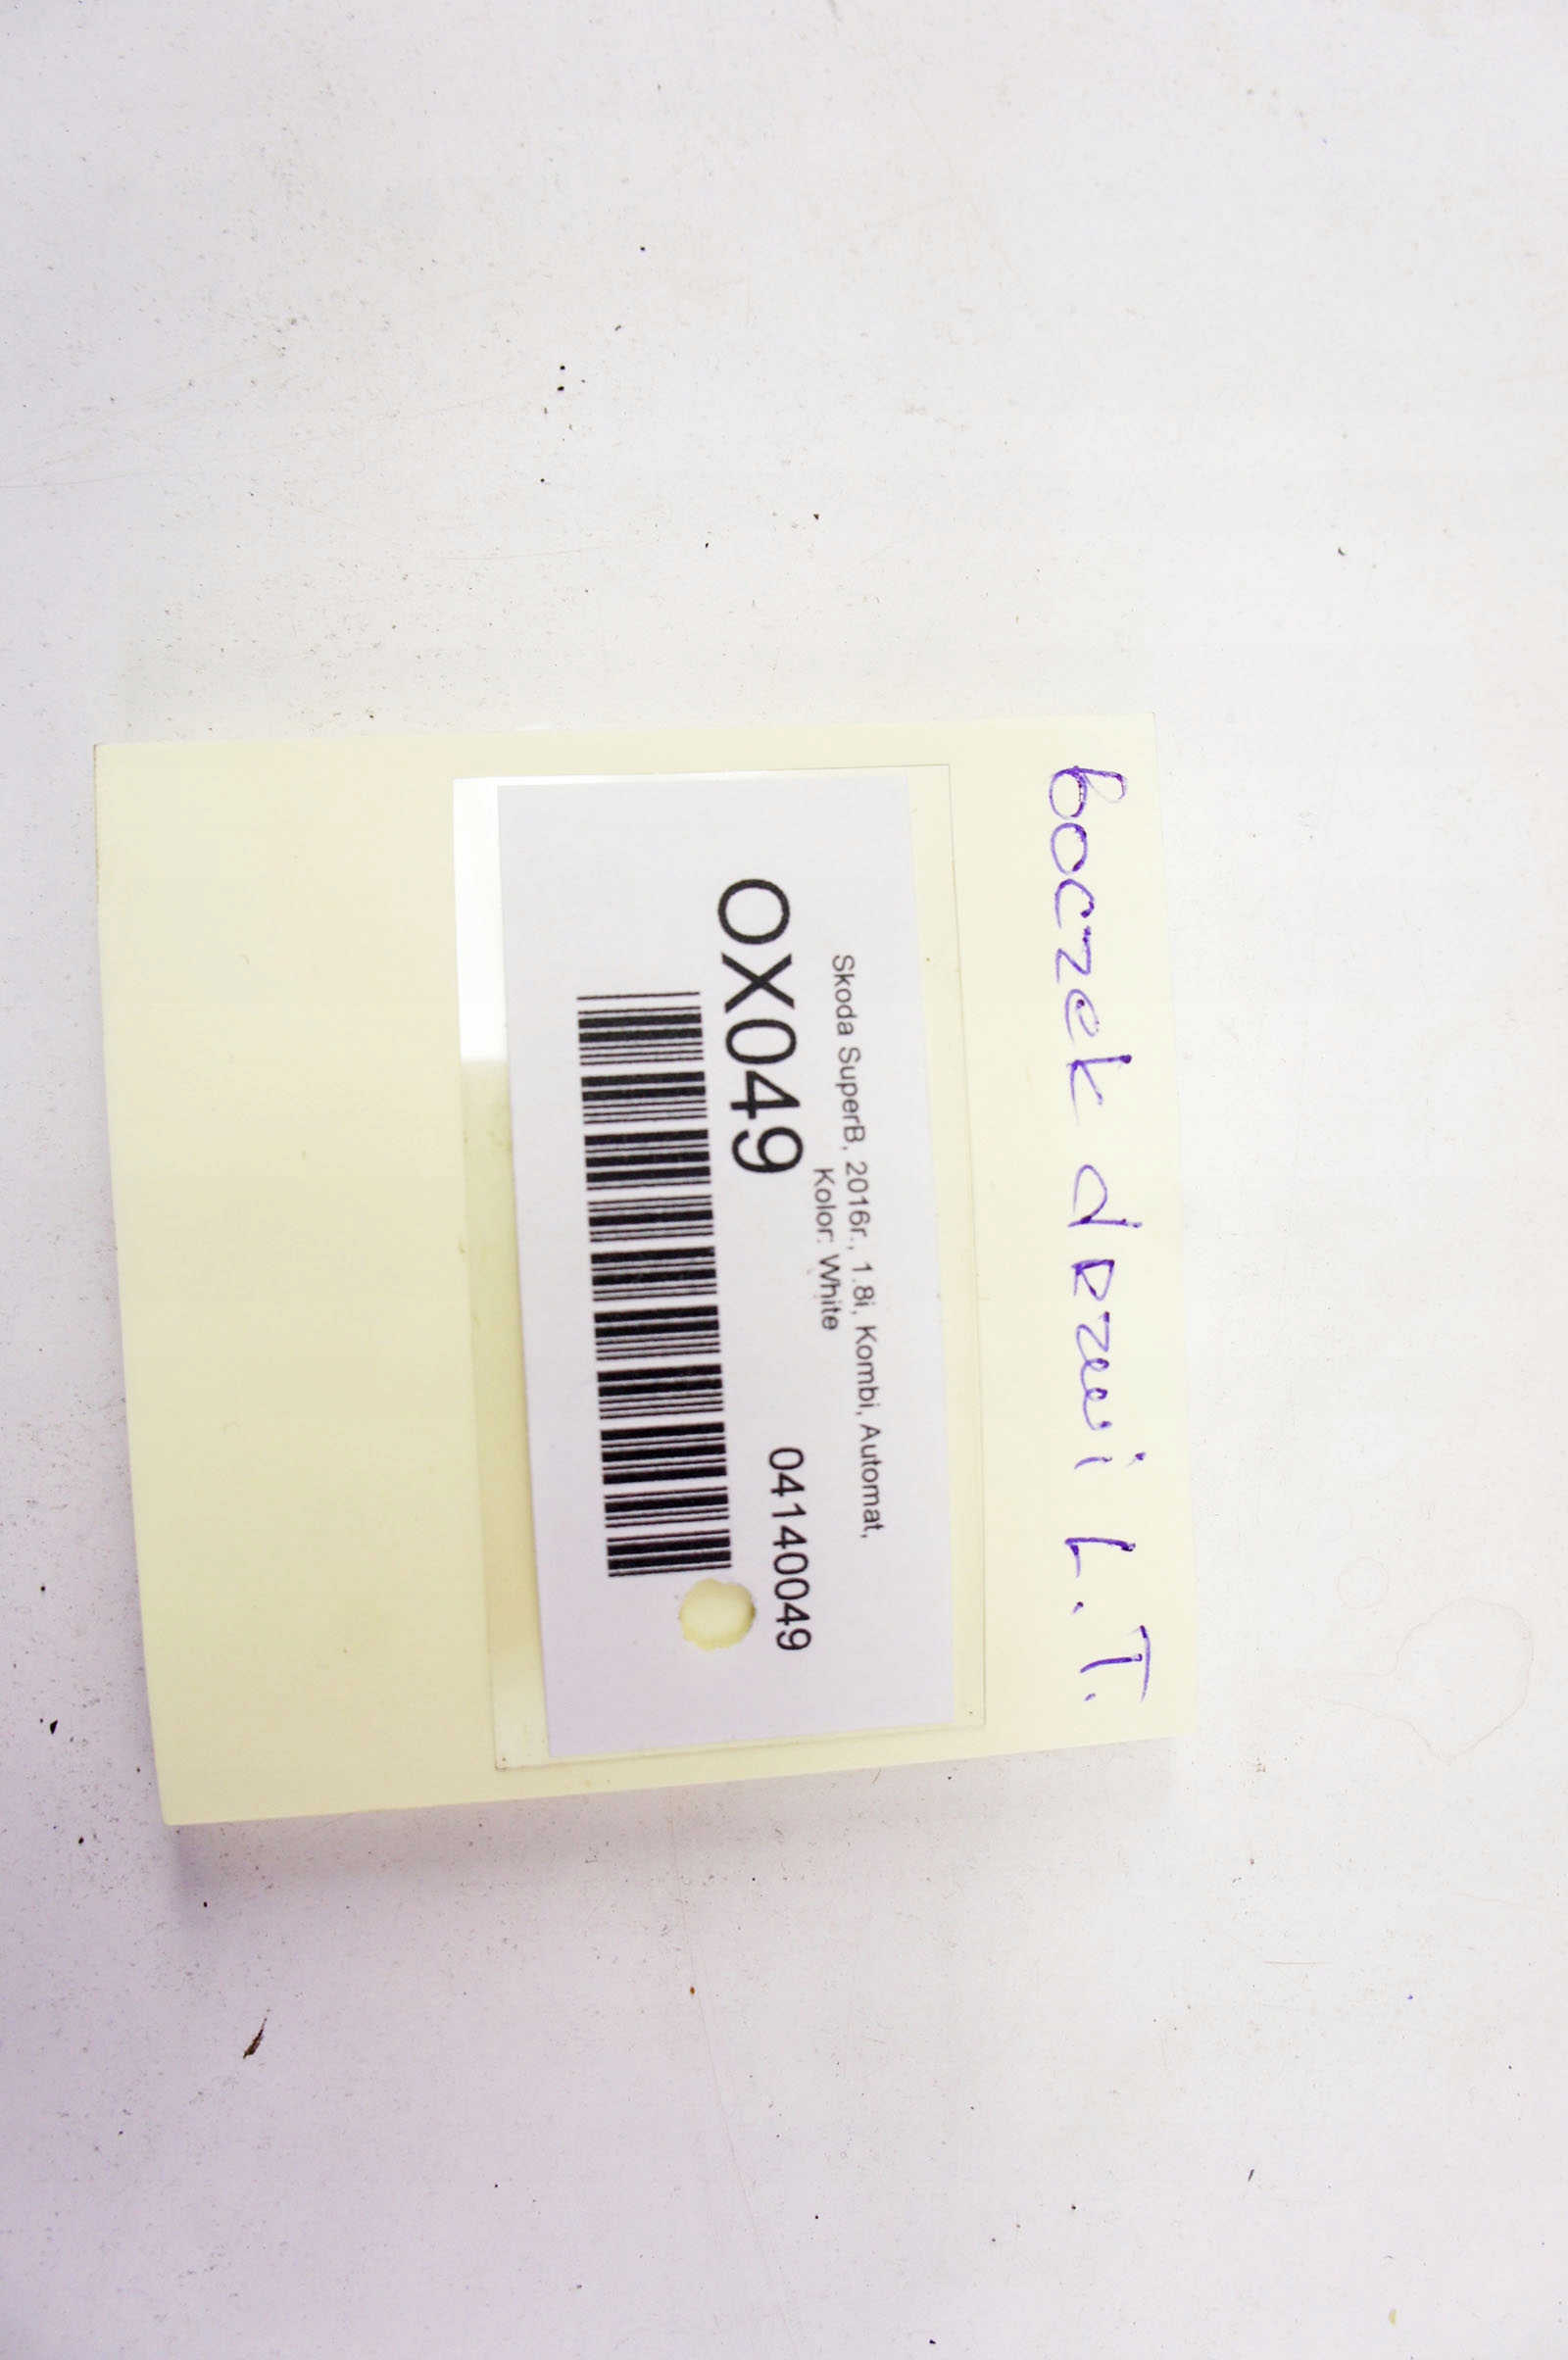 boczek drzwi L.T.
Skoda SuperB, 2016r., 1.8i, Kombi, Automat,
Kolor: White
OX049 04140049